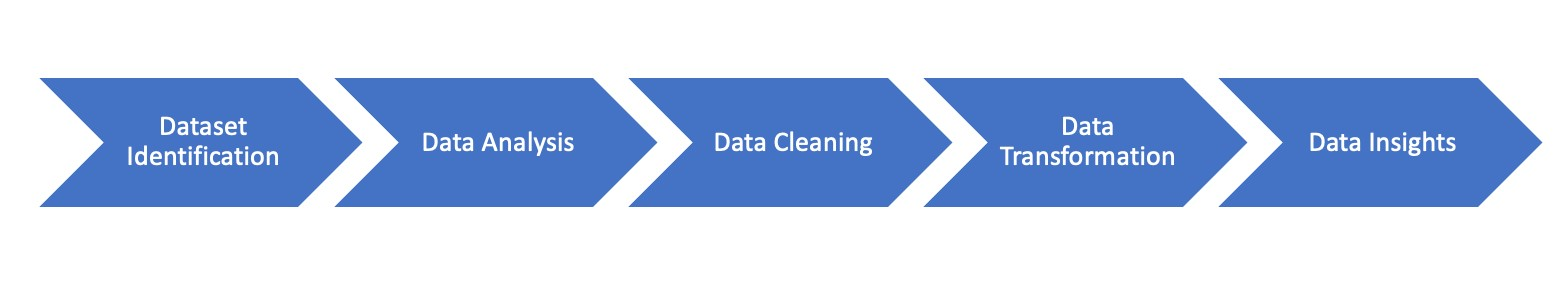 Dataset
Identification
Data Analysis
Data Cleaning
Data
Transformation
Data Insights